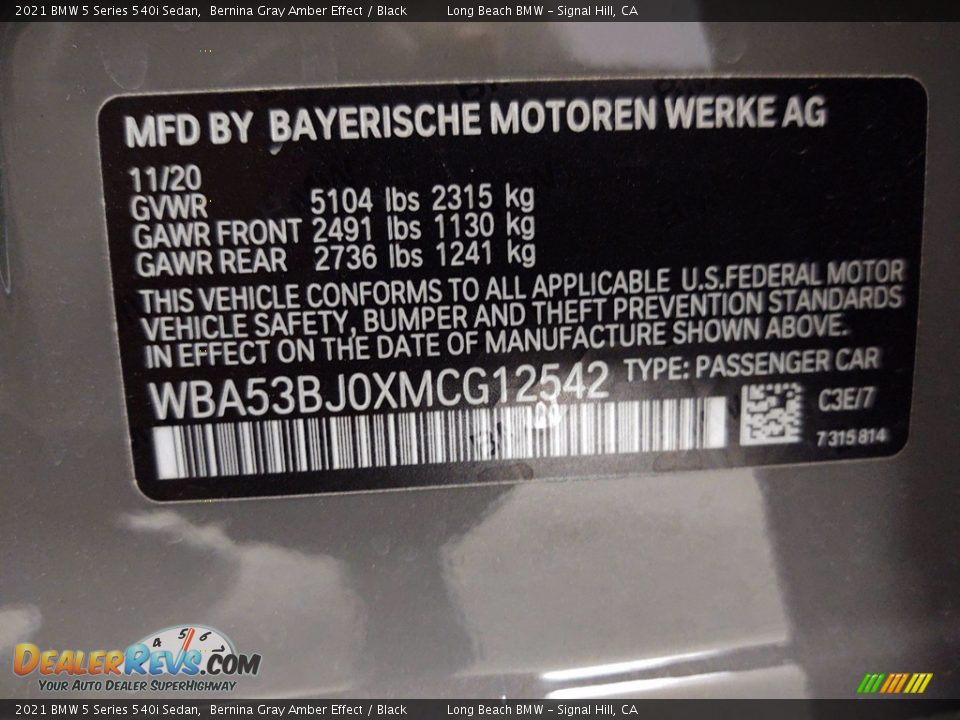 2021 BMW 5 Series 540i Sedan, Bernina Gray Amber Effect / Black Long Beach BMW - Signal Hill, CA
MFD BY BAYERISCHE MOTOREN WERKE AG
11/20
GVWR 5104 lbs 2315 kg
GAWR FRONT 2491 lbs 1130 kg
GAWR REAR 2736 lbs 1241 kg
THIS VEHICLE CONFORMS TO ALL APPLICABLE U.S.FEDERAL MOTOR
VEHICLE SAFETY, BUMPER AND THEFT PREVENTION STANDARDS
IN EFFECT ON THE DATE OF MANUFACTURE SHOWN ABOVE.
WBA53BJ0XMCG12542 TYPE: PASSENGER CAR
C3E/7
7315814
4 5 6
DEALERREVS.COM
YOUR AUTO DEALER SUPERHIGHWAY
2021 BMW 5 Series 540i Sedan, Bernina Gray Amber Effect / Black Long Beach BMW - Signal Hill, CA